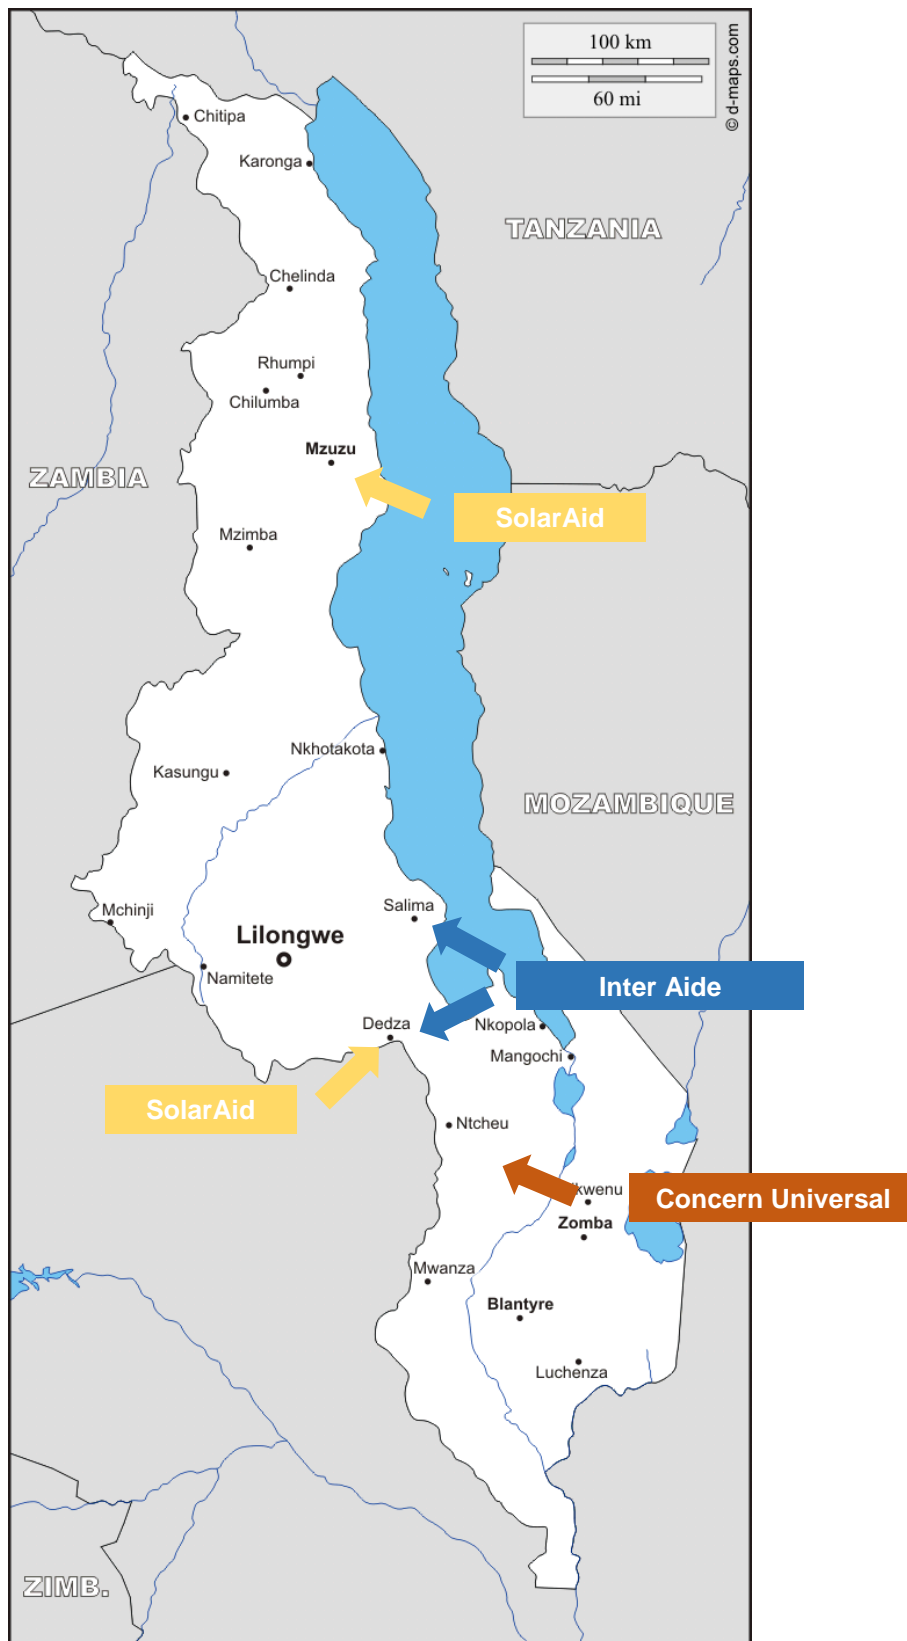 100 km
60 mi
© d-maps.com
Chitipa
Karonga
TANZANIA
Chelinda
Rhumpi
Chilumba
Mzuzu
ZAMBIA
SolarAid
Mzimba
Nkhotakota
Kasungu
MOZAMBIQUE
Salima
Mchinji
Lilongwe
Namitete
Inter Aide
Dedza
Nkopola
Mangochi
SolarAid
Ntcheu
kwenu
Concern Universal
Zomba
Mwanza
Blantyre
Luchenza
ZIMB.